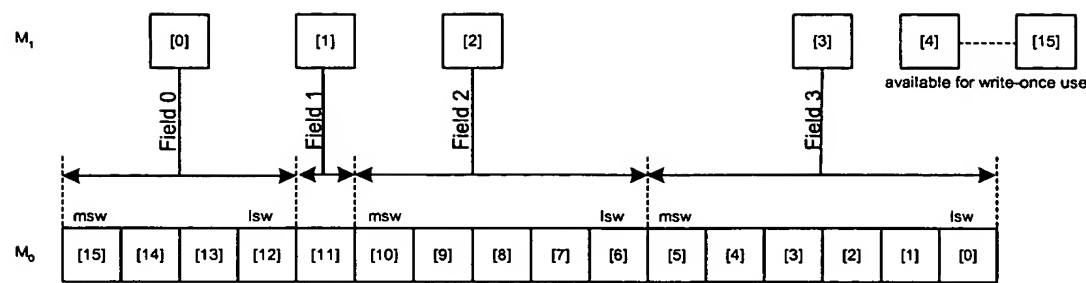 M1 [0] [1] [2] [3] [4] [15]
available for write-once use
Field 0 Field 1 Field 2 Field 3
msw lsw msw lsw msw lsw
M0 [15] [14] [13] [12] [11] [10] [9] [8] [7] [6] [5] [4] [3] [2] [1] [0]